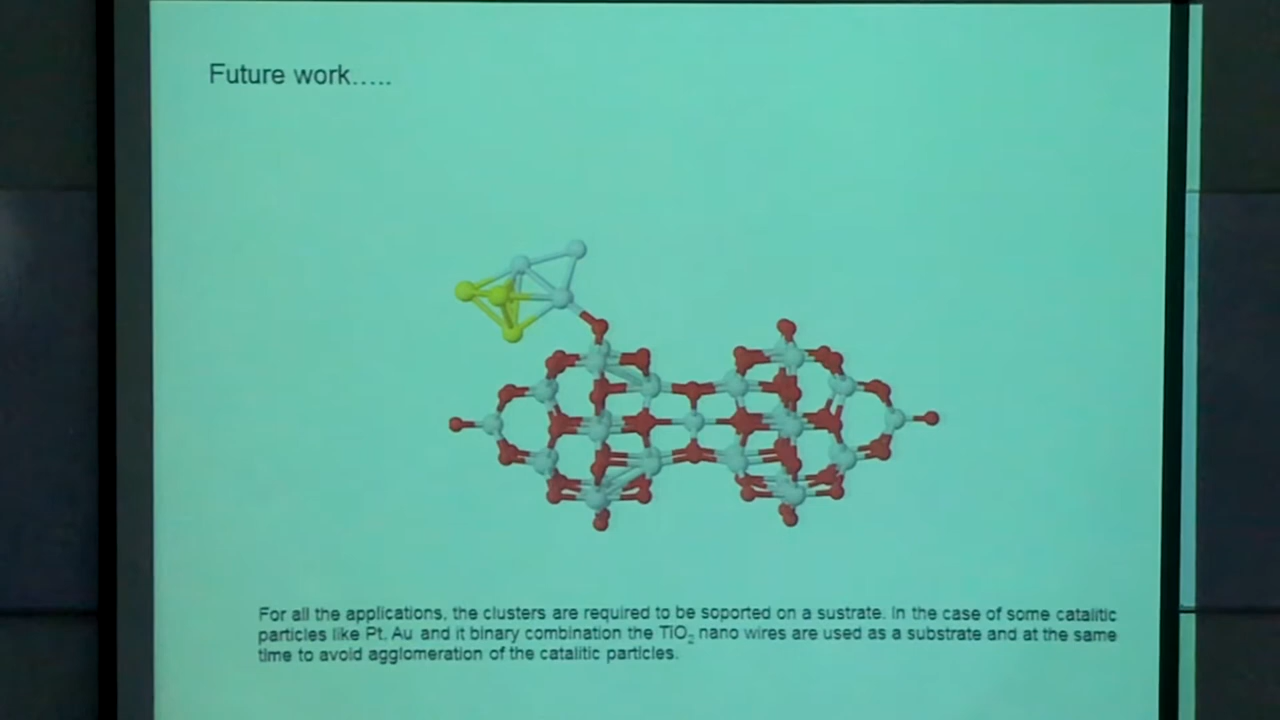 Future work.....
For all the applications, the clusters are required to be soported on a sustrate. In the case of some catalitic
particles like Pt, Au and it binary combination the TiO₂ nano wires are used as a substrate and at the same
time to avoid agglomeration of the catalitic particles.